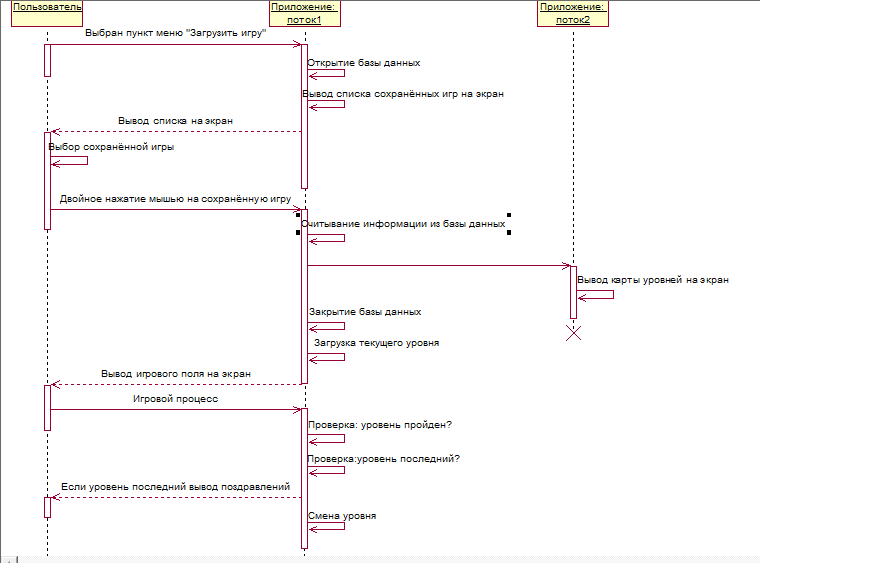 Пользователь
Приложение:
поток1
Приложение:
поток2
Выбран пункт меню "Загрузить игру"
Открытие базы данных
Вывод списка сохранённых игр на экран
Вывод списка на экран
Выбор сохранённой игры
Двойное нажатие мышью на сохранённую игру
Считывание информации из базы данных
Вывод карты уровней на экран
Закрытие базы данных
Загрузка текущего уровня
Вывод игрового поля на экран
Игровой процесс
Проверка: уровень пройден?
Проверка:уровень последний?
Если уровень последний вывод поздравлений
Смена уровня